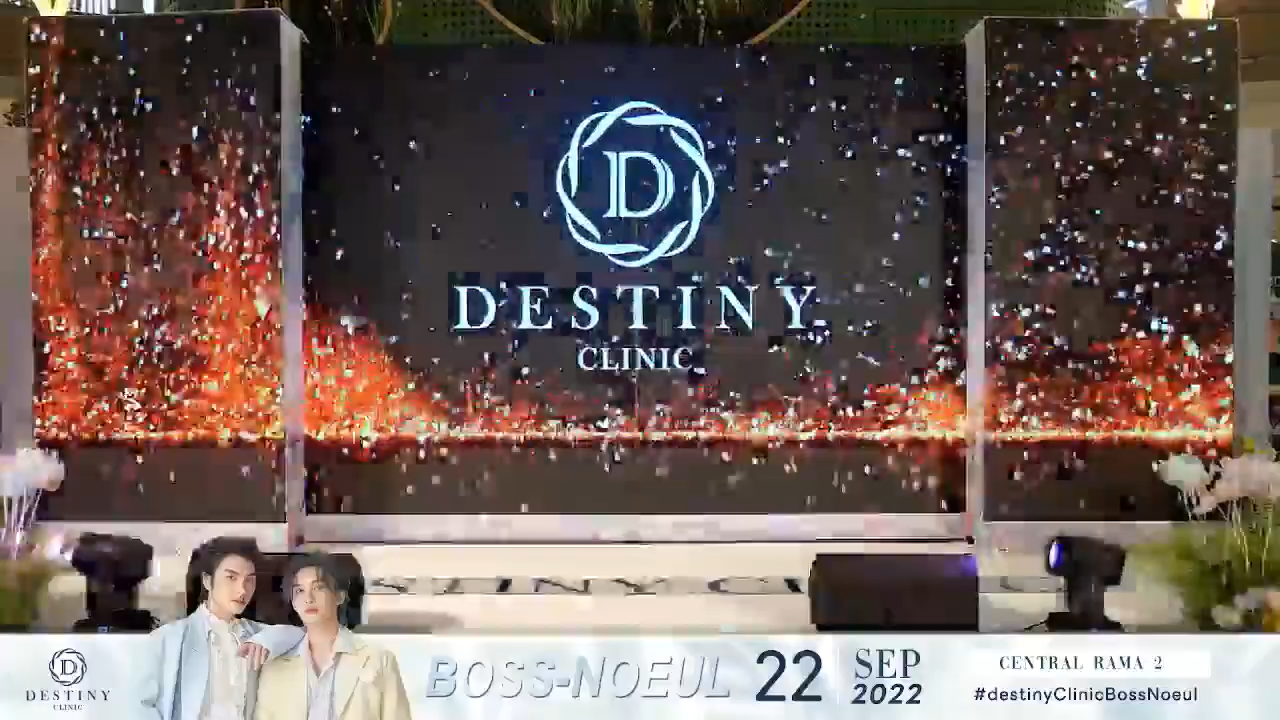 D
DESTINY
CLINIC
D
DESTINY
CLINIC
BOSS-NOEUL
22
SEP
2022
CENTRAL RAMA 2
#destinyClinicBossNoeul